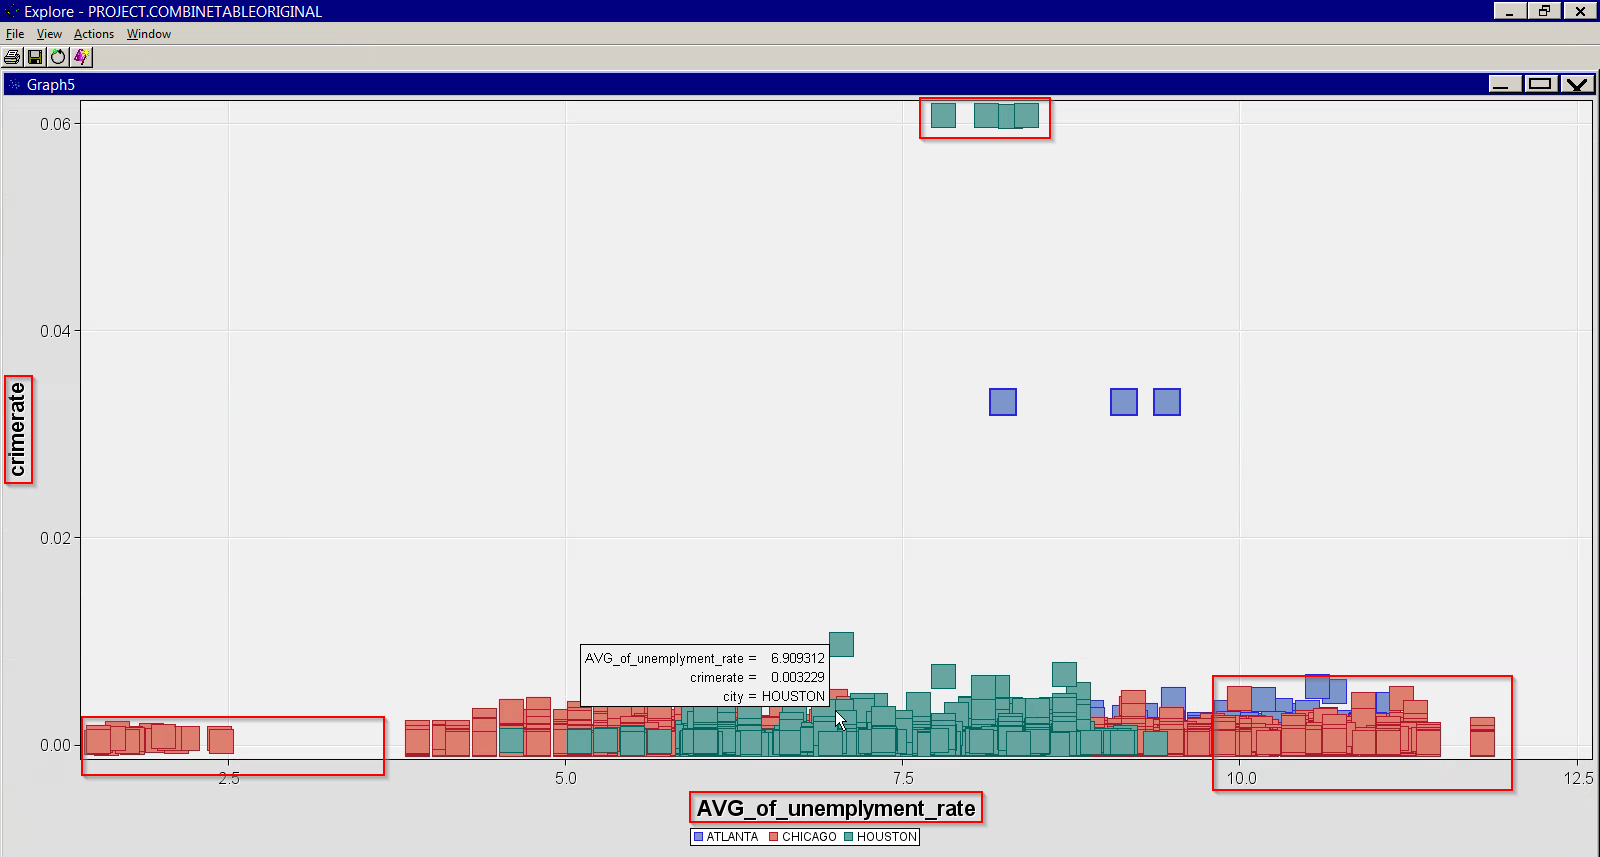 Explore - PROJECT.COMBINETABLEORIGINAL
File View Actions Window
Graph5
0.06
0.04
crimerate
0.02
AVG_of_unemplyment_rate = 6.909312
crimerate = 0.003229
city = HOUSTON
0.00
2.5 5.0 7.5 10.0 12.5
AVG_of_unemplyment_rate
ATLANTA CHICAGO HOUSTON